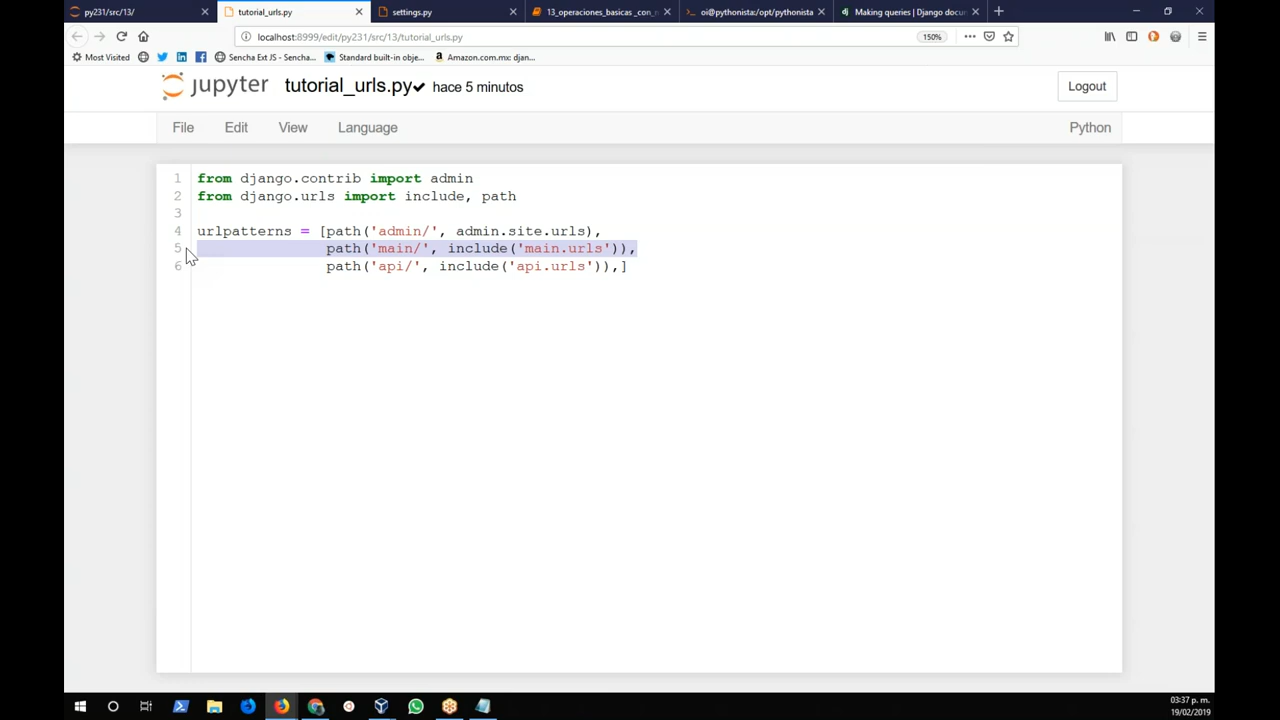 py231/src/13/
tutorial_urls.py
settings.py
13_operaciones_basicas _con_
oi@pythonista:/opt/pythonista
Making queries | Django docum
localhost:8999/edit/py231/src/13/tutorial_urls.py
150%
Most Visited
Sencha Ext JS - Sencha...
Standard built-in obje...
Amazon.com.mx: djan...
jupyter
tutorial_urls.py
hace 5 minutos
Logout
File
Edit
View
Language
Python
1 from django.contrib import admin
2 from django.urls import include, path
3
4 urlpatterns = [path('admin/', admin.site.urls),
5 path('main/', include('main.urls')),
6 path('api/', include('api.urls')),]
03:37 p. m.
19/02/2019